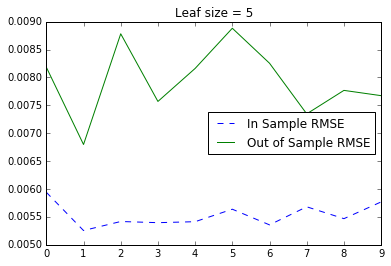 Leaf size = 5
0.0090
0.0085
0.0080
0.0075
0.0070
0.0065
0.0060
0.0055
0.0050
In Sample RMSE
Out of Sample RMSE
0 1 2 3 4 5 6 7 8 9